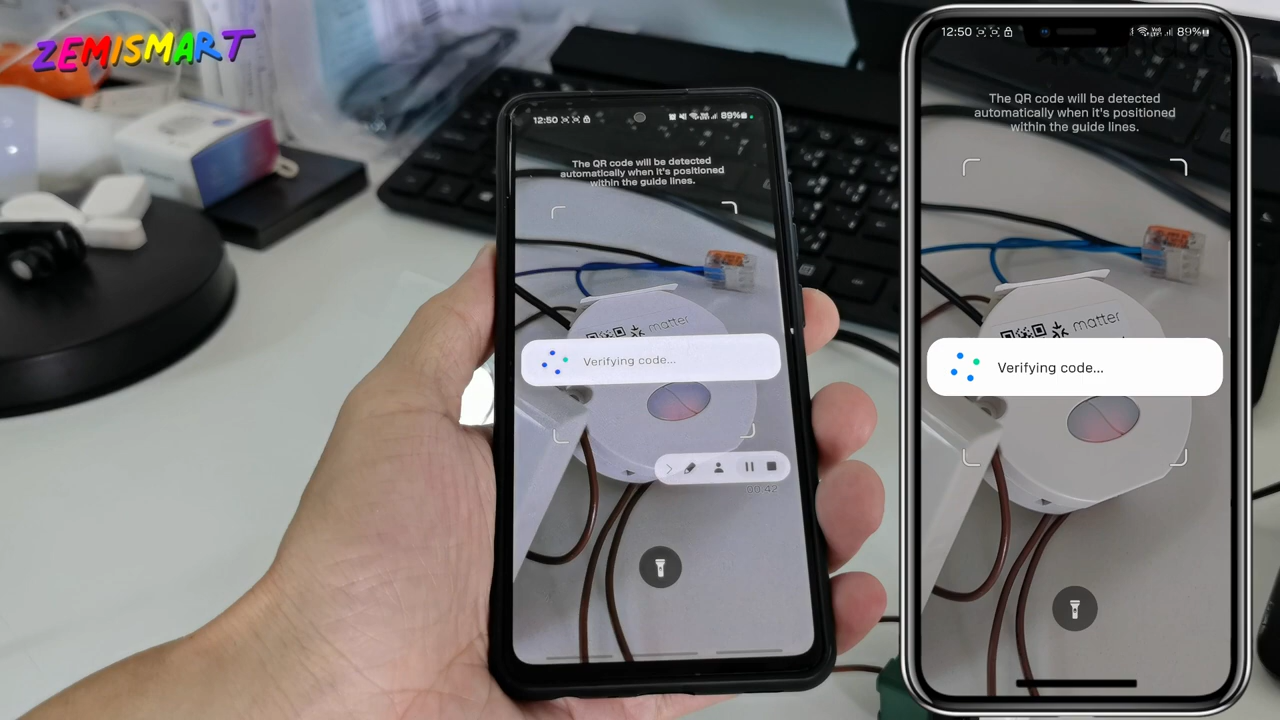 ZEMISMART
12:50
89%
The QR code will be detected
automatically when it's positioned
within the guide lines.
matter
Verifying code...
00:42
12:50
89%
The QR code will be detected
automatically when it's positioned
within the guide lines.
matter
Verifying code...